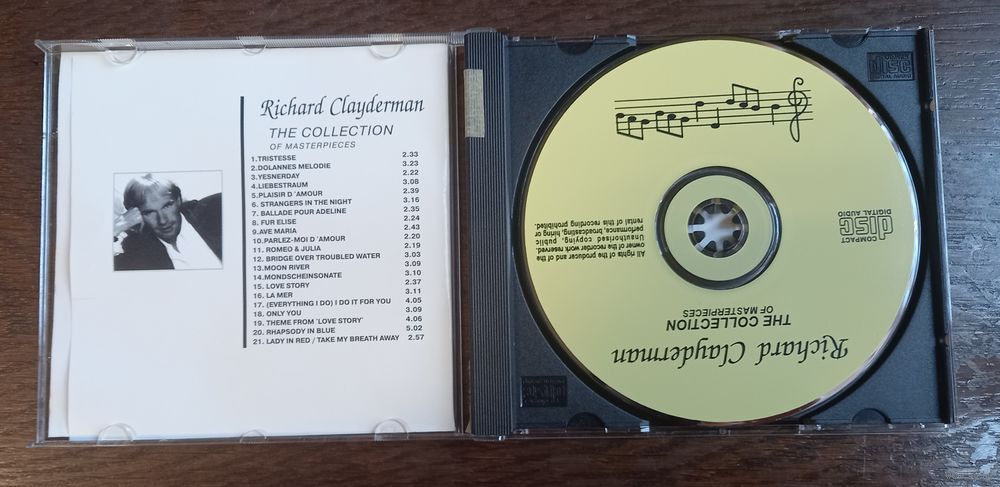 Richard Clayderman
THE COLLECTION
OF MASTERPIECES
1.TRISTESSE 2.33
2.DOLANNES MELODIE 3.23
3.YESNERDAY 2.22
4.LIEBESTRAUM 3.08
5.PLAISIR D 'AMOUR 2.39
6. STRANGERS IN THE NIGHT 3.16
7. BALLADE POUR ADELINE 2.35
8. FUR ELISE 2.24
9.AVE MARIA 2.43
10.PARLEZ-MOI D 'AMOUR 2.20
11. ROMEO & JULIA 2.19
12. BRIDGE OVER TROUBLED WATER 3.03
13.MOON RIVER 3.09
14.MONDSCHEINSONATE 3.10
15. LOVE STORY 2.37
16. LA MER 3.11
17. (EVERYTHING I DO) I DO IT FOR YOU 4.05
18. ONLY YOU 3.09
19. THEME FROM 'LOVE STORY' 4.06
20. RHAPSODY IN BLUE 5.02
21. LADY IN RED / TAKE MY BREATH AWAY 2.57
Richard Clayderman
THE COLLECTION
OF MASTERPIECES
COMPACT
disc
DIGITAL AUDIO
All rights of the producer and of the
owner of the recorder work reserved.
Unauthorised copying, public
performance, broadcasting, or hiring or
rental of this recording prohibited.